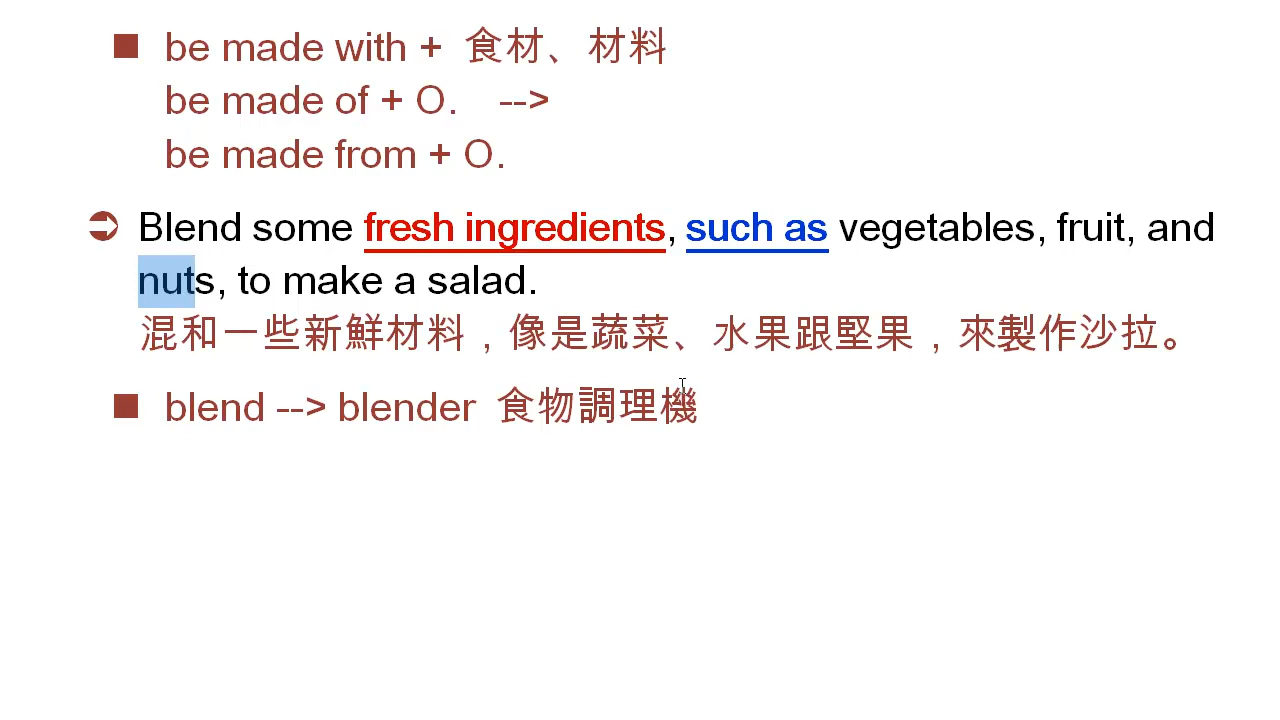 be made with + 食材、材料
be made of + O. -->
be made from + O.
Blend some fresh ingredients, such as vegetables, fruit, and
nuts, to make a salad.
混和一些新鮮材料，像是蔬菜、水果跟堅果，來製作沙拉。
blend --> blender 食物調理機